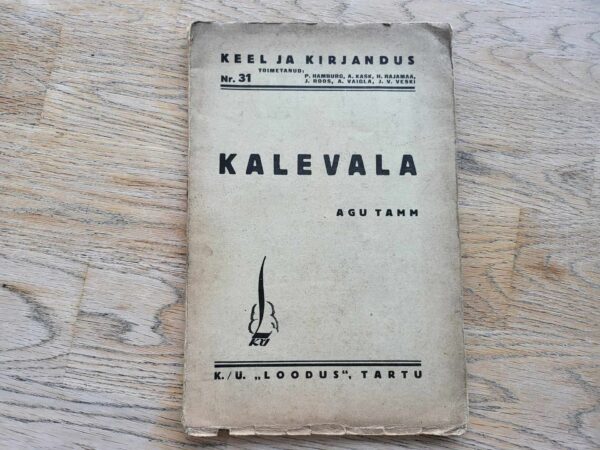 KEEL JA KIRJANDUS
TOIMETANUD:
Nr. 31
P. HAMBURG, A. KASK, H. RAJAMAA,
J. ROOS, A. VAIGLA, J. V. VESKI
KALEVALA
AGU TAMM
KU
K./U. „LOODUS“, TARTU